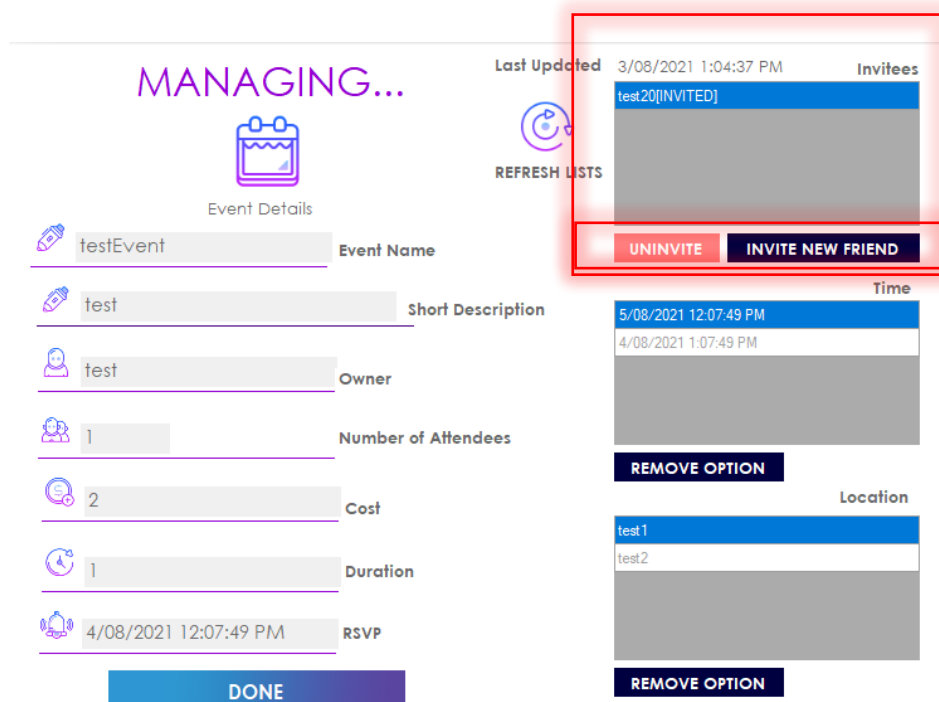 MANAGING...
Event Details
testEvent
Event Name
test
Short Description
test
Owner
1
Number of Attendees
2
Cost
1
Duration
4/08/2021 12:07:49 PM
RSVP
DONE
Last Updated
3/08/2021 1:04:37 PM
REFRESH LISTS
Invitees
test20[INVITED]
UNINVITE
INVITE NEW FRIEND
Time
5/08/2021 12:07:49 PM
4/08/2021 1:07:49 PM
REMOVE OPTION
Location
test1
test2
REMOVE OPTION